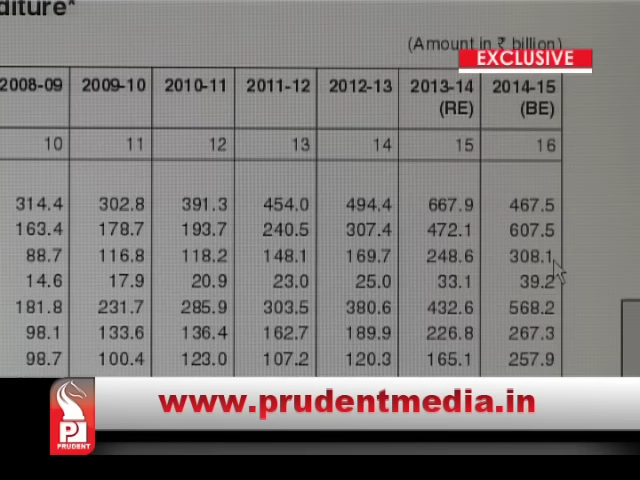 diture*
(Amount in ₹ billion)
EXCLUSIVE
2008-09 2009-10 2010-11 2011-12 2012-13 2013-14 (RE) 2014-15 (BE)
10 11 12 13 14 15 16
314.4 302.8 391.3 454.0 494.4 667.9 467.5
163.4 178.7 193.7 240.5 307.4 472.1 607.5
88.7 116.8 118.2 148.1 169.7 248.6 308.1
14.6 17.9 20.9 23.0 25.0 33.1 39.2
181.8 231.7 285.9 303.5 380.6 432.6 568.2
98.1 133.6 136.4 162.7 189.9 226.8 267.3
98.7 100.4 123.0 107.2 120.3 165.1 257.9
www.prudentmedia.in
PRUDENT